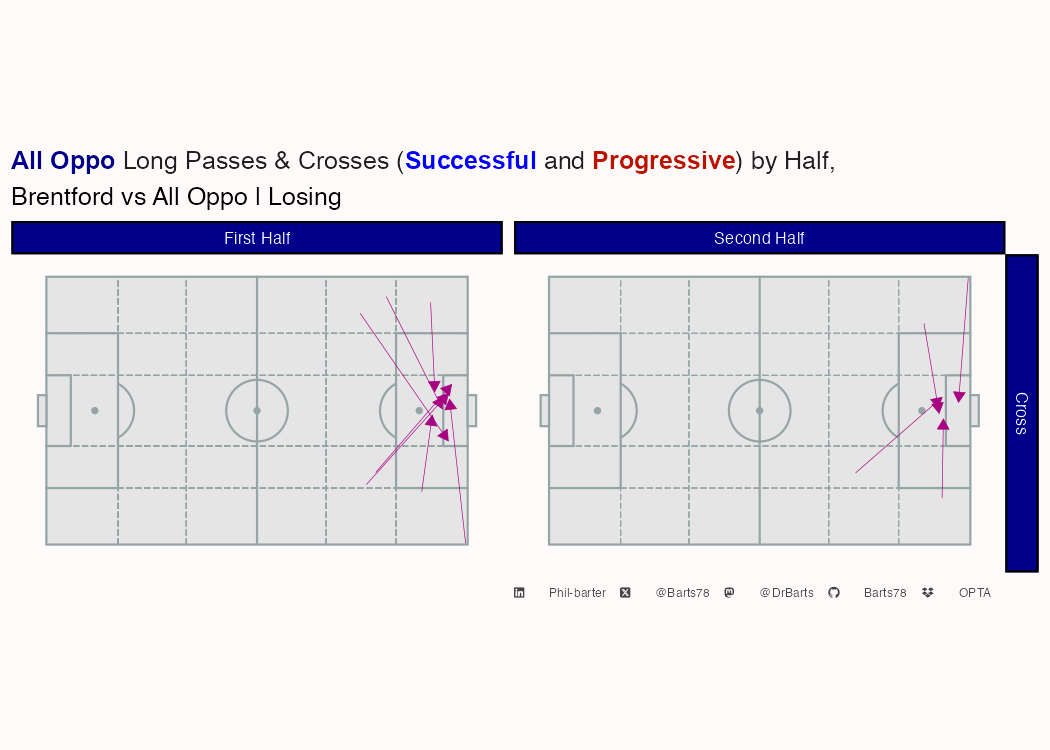 All Oppo Long Passes & Crosses (Successful and Progressive) by Half,
Brentford vs All Oppo | Losing
First Half
Second Half
Cross
Phil-barter @Barts78 @DrBarts Barts78 OPTA